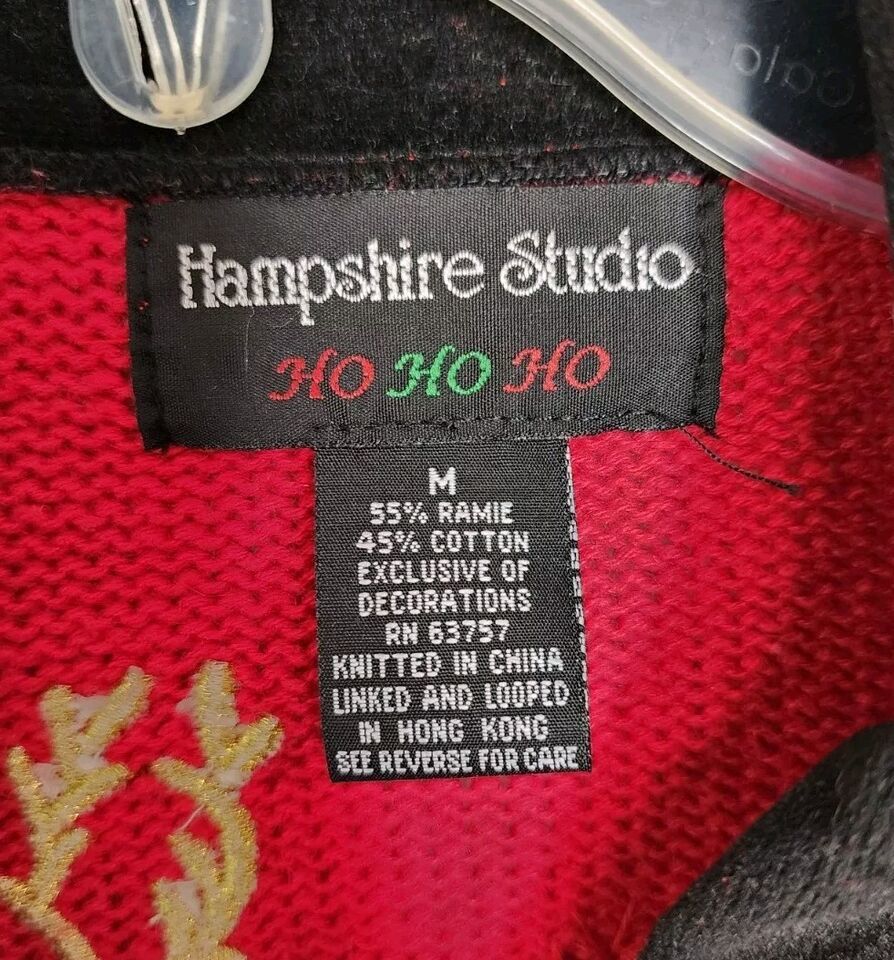 Hampshire Studio
HO HO HO
M
55% RAMIE
45% COTTON
EXCLUSIVE OF
DECORATIONS
RN 63757
KNITTED IN CHINA
LINKED AND LOOPED
IN HONG KONG
SEE REVERSE FOR CARE